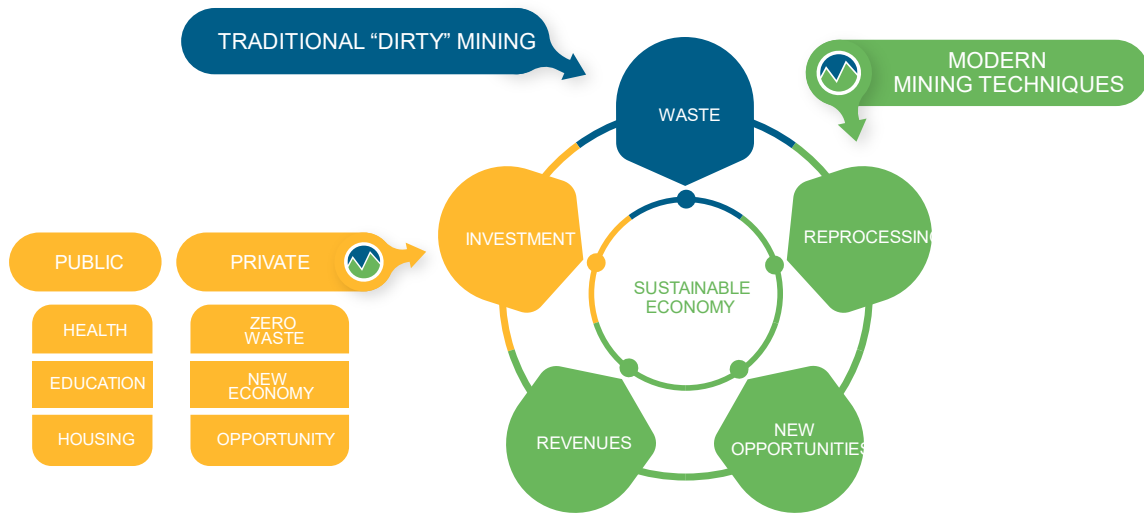 TRADITIONAL “DIRTY” MINING
MODERN
MINING TECHNIQUES
WASTE
INVESTMENT
REPROCESSING
PUBLIC
PRIVATE
SUSTAINABLE
ECONOMY
HEALTH
ZERO
WASTE
EDUCATION
NEW
ECONOMY
HOUSING
OPPORTUNITY
REVENUES
NEW
OPPORTUNITIES